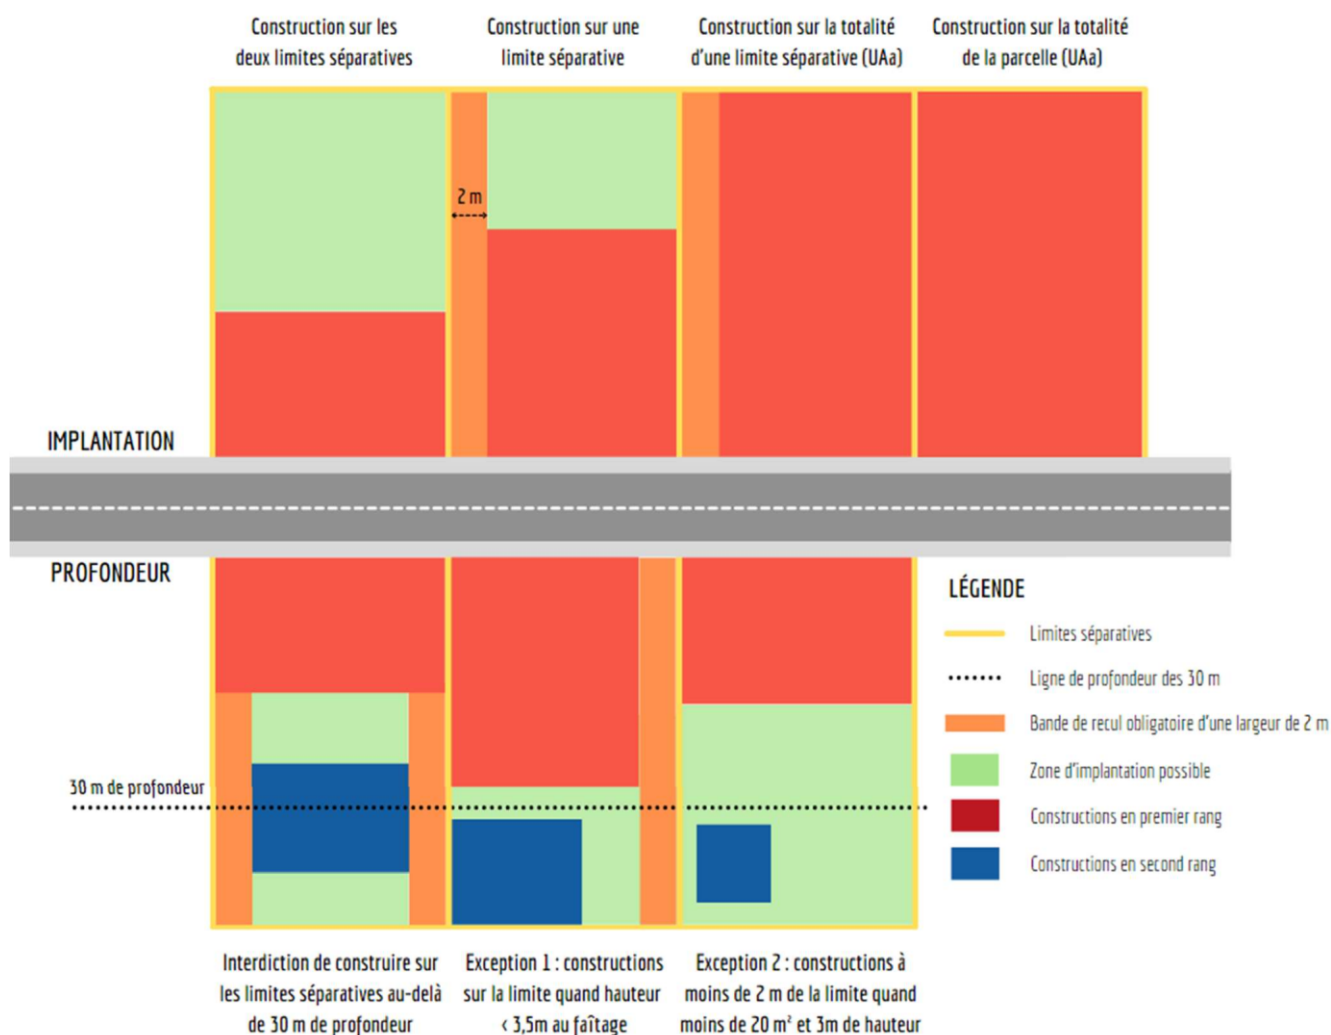 Construction sur les
deux limites séparatives
Construction sur une
limite séparative
Construction sur la totalité
d'une limite séparative (UAa)
Construction sur la totalité
de la parcelle (UAa)
2 m
IMPLANTATION
PROFONDEUR
30 m de profondeur
LÉGENDE
Limites séparatives
Ligne de profondeur des 30 m
Bande de recul obligatoire d'une largeur de 2 m
Zone d'implantation possible
Constructions en premier rang
Constructions en second rang
Interdiction de construire sur
les limites séparatives au-delà
de 30 m de profondeur
Exception 1 : constructions
sur la limite quand hauteur
< 3,5m au faîtage
Exception 2 : constructions à
moins de 2 m de la limite quand
moins de 20 m² et 3m de hauteur